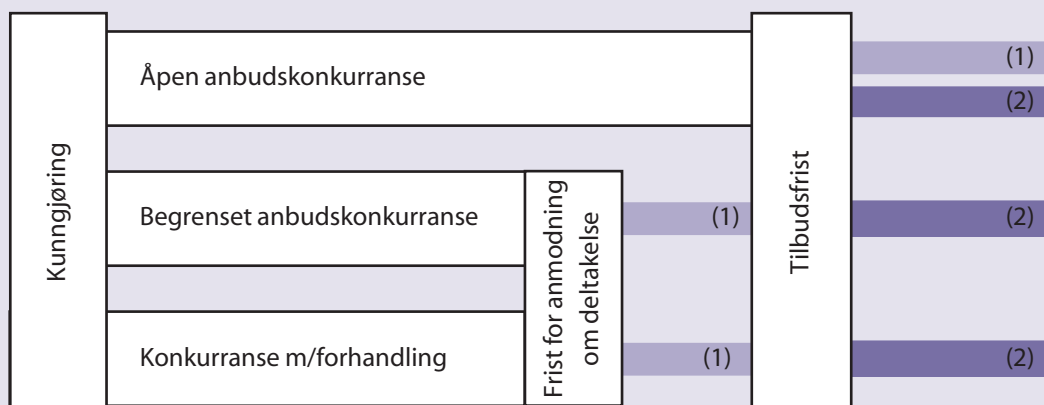 Kunngjøring
Åpen anbudskonkurranse
Tilbudsfrist
(1)
(2)
Begrenset anbudskonkurranse
Frist for anmodning
om deltakelse
(1)
(2)
Konkurranse m/forhandling
(1)
(2)